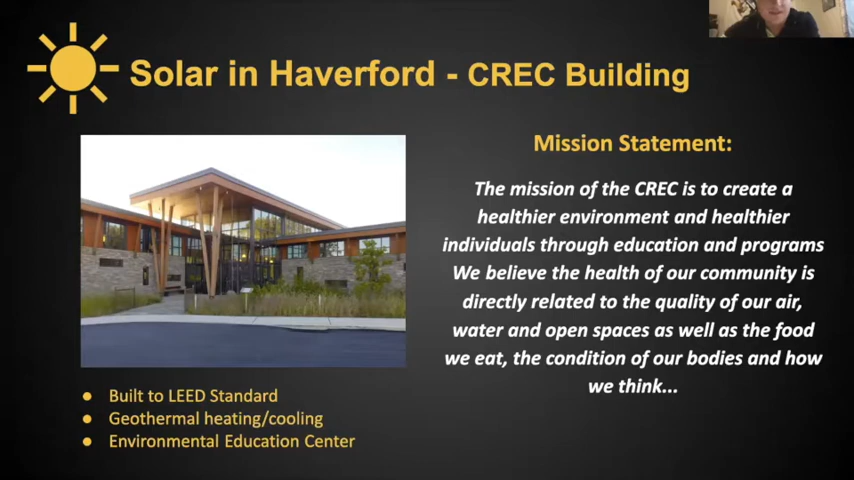 Solar in Haverford - CREC Building
Mission Statement:
The mission of the CREC is to create a
healthier environment and healthier
individuals through education and programs
We believe the health of our community is
directly related to the quality of our air,
water and open spaces as well as the food
we eat, the condition of our bodies and how
we think...
● Built to LEED Standard
● Geothermal heating/cooling
● Environmental Education Center